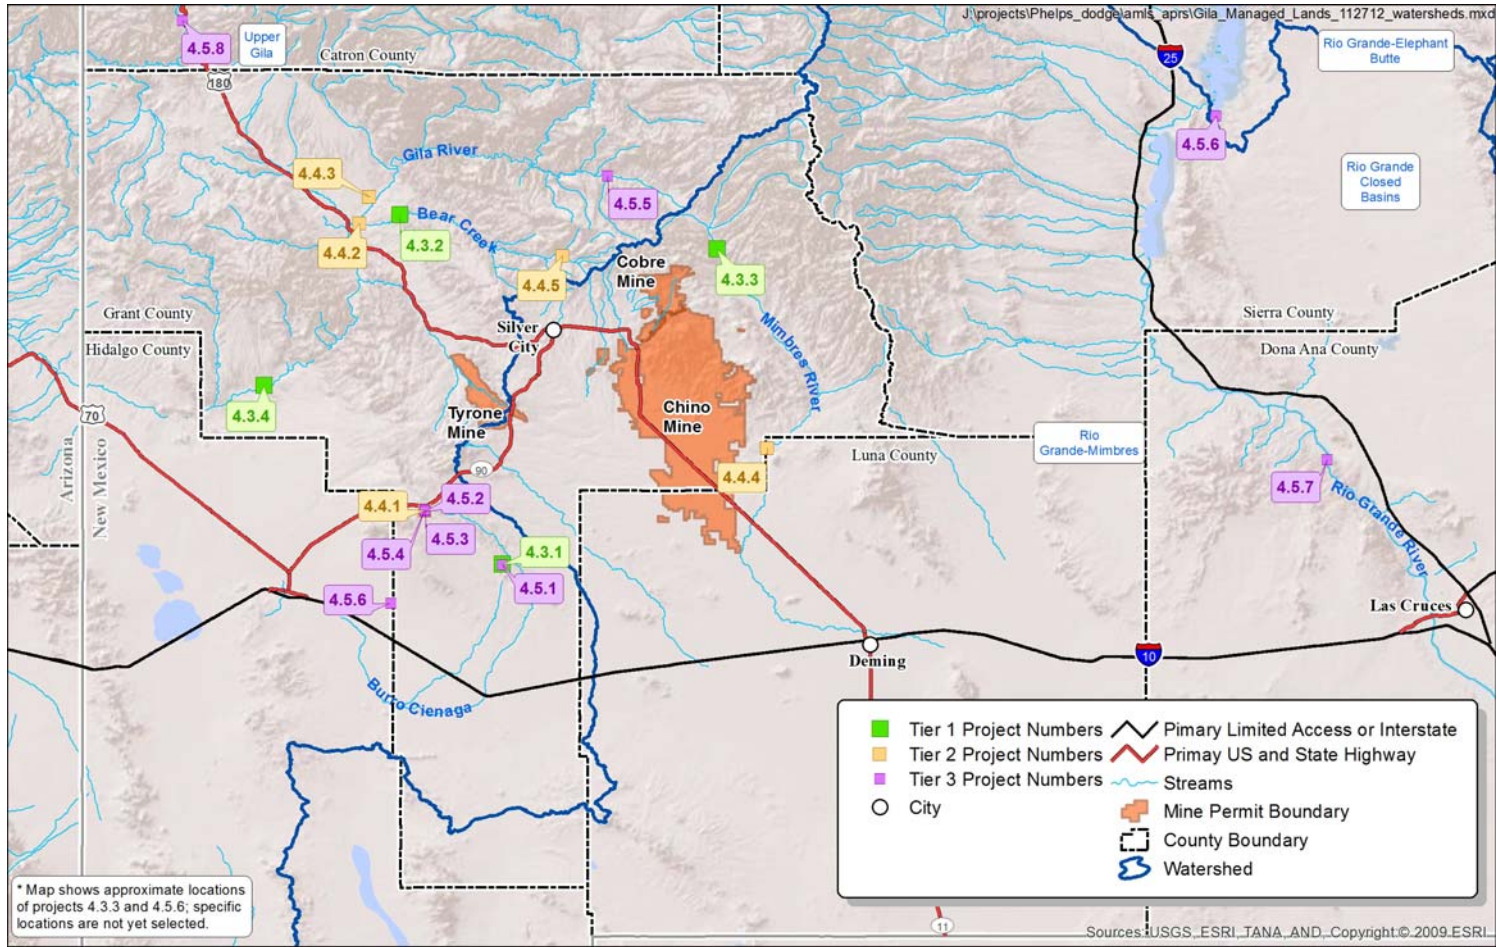 J:\projects\Phelps_dodge\amls_aprs\Gila_Managed_Lands_112712_watersheds.mxd
4.5.8
Upper
Gila
Catron County
180
25
Rio Grande-Elephant
Butte
4.5.6
Rio Grande
Closed
Basins
Gila River
4.4.3
4.5.5
Bear Creek
4.3.2
4.4.2
4.4.5
Cobre
Mine
4.3.3
Grant County
Hidalgo County
Silver
City
Mimbres River
Sierra County
Dona Ana County
4.3.4
70
Tyrone
Mine
Chino
Mine
Arizona
New Mexico
90
Luna County
Rio
Grande-Mimbres
4.4.4
4.5.7
Rio Grande River
4.4.1
4.5.2
4.5.3
4.5.4
4.3.1
4.5.1
4.5.6
Las Cruces
Deming
10
Burro Cienaga
Tier 1 Project Numbers
Tier 2 Project Numbers
Tier 3 Project Numbers
City
Pimary Limited Access or Interstate
Primay US and State Highway
Streams
Mine Permit Boundary
County Boundary
Watershed
* Map shows approximate locations
of projects 4.3.3 and 4.5.6; specific
locations are not yet selected.
11
Sources: USGS, ESRI, TANA, AND, Copyright:© 2009 ESRI